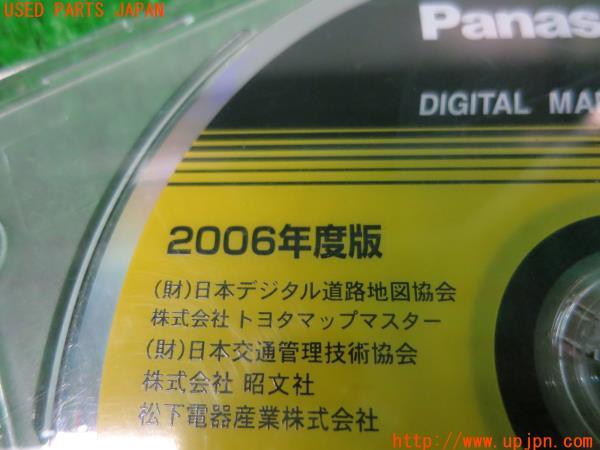 USED PARTS JAPAN
Panas
DIGITAL MA
2006年度版
(財)日本デジタル道路地図協会
株式会社トヨタマップマスター
(財)日本交通管理技術協会
株式会社 昭文社
松下電器産業株式会社
http://www.upjpn.com/